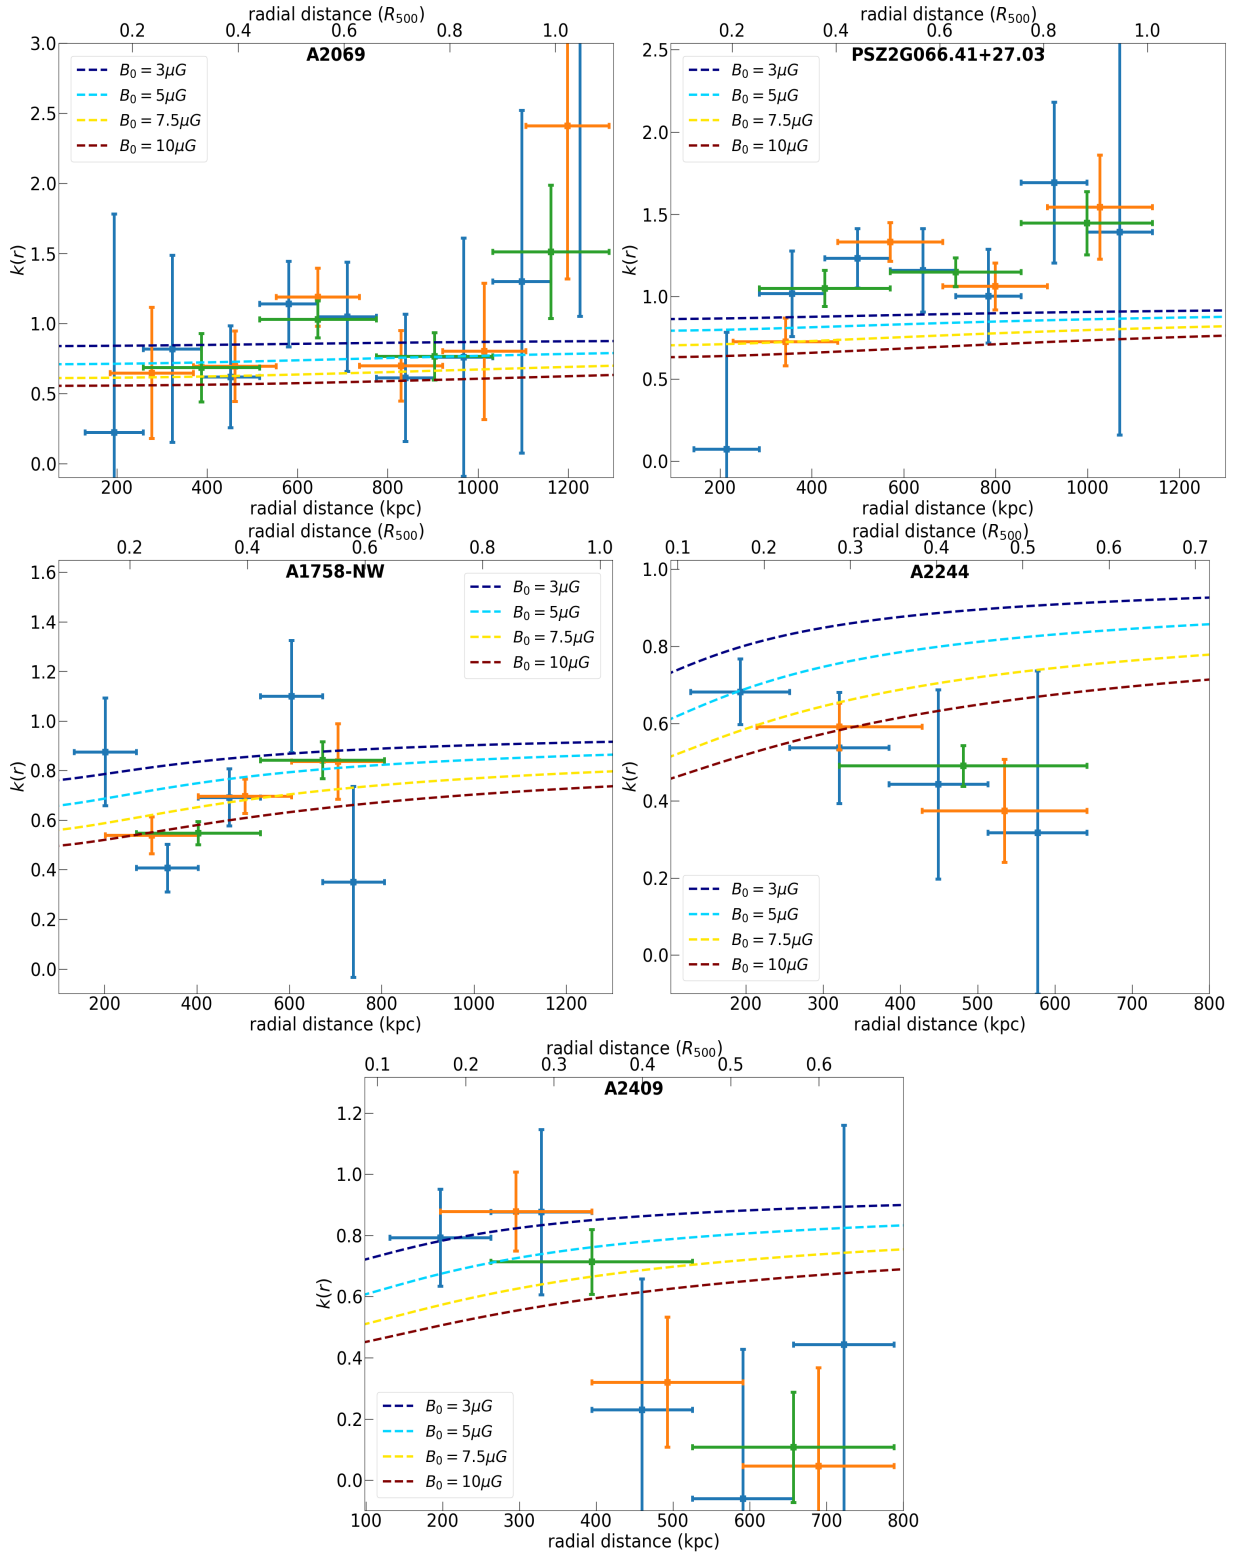 radial distance (R500)
0.2 0.4 0.6 0.8 1.0
A2069
B0 = 3μG
B0 = 5μG
B0 = 7.5μG
B0 = 10μG
k(r)
3.0
2.5
2.0
1.5
1.0
0.5
0.0
200 400 600 800 1000 1200
radial distance (kpc)
radial distance (R500)
0.2 0.4 0.6 0.8 1.0
PSZ2G066.41+27.03
B0 = 3μG
B0 = 5μG
B0 = 7.5μG
B0 = 10μG
k(r)
2.5
2.0
1.5
1.0
0.5
0.0
200 400 600 800 1000 1200
radial distance (kpc)
radial distance (R500)
0.2 0.4 0.6 0.8 1.0
A1758-NW
B0 = 3μG
B0 = 5μG
B0 = 7.5μG
B0 = 10μG
k(r)
1.6
1.4
1.2
1.0
0.8
0.6
0.4
0.2
0.0
200 400 600 800 1000 1200
radial distance (kpc)
radial distance (R500)
0.1 0.2 0.3 0.4 0.5 0.6 0.7
A2244
k(r)
1.0
0.8
0.6
0.4
0.2
0.0
B0 = 3μG
B0 = 5μG
B0 = 7.5μG
B0 = 10μG
200 300 400 500 600 700 800
radial distance (kpc)
radial distance (R500)
0.1 0.2 0.3 0.4 0.5 0.6
A2409
k(r)
1.2
1.0
0.8
0.6
0.4
0.2
0.0
B0 = 3μG
B0 = 5μG
B0 = 7.5μG
B0 = 10μG
100 200 300 400 500 600 700 800
radial distance (kpc)